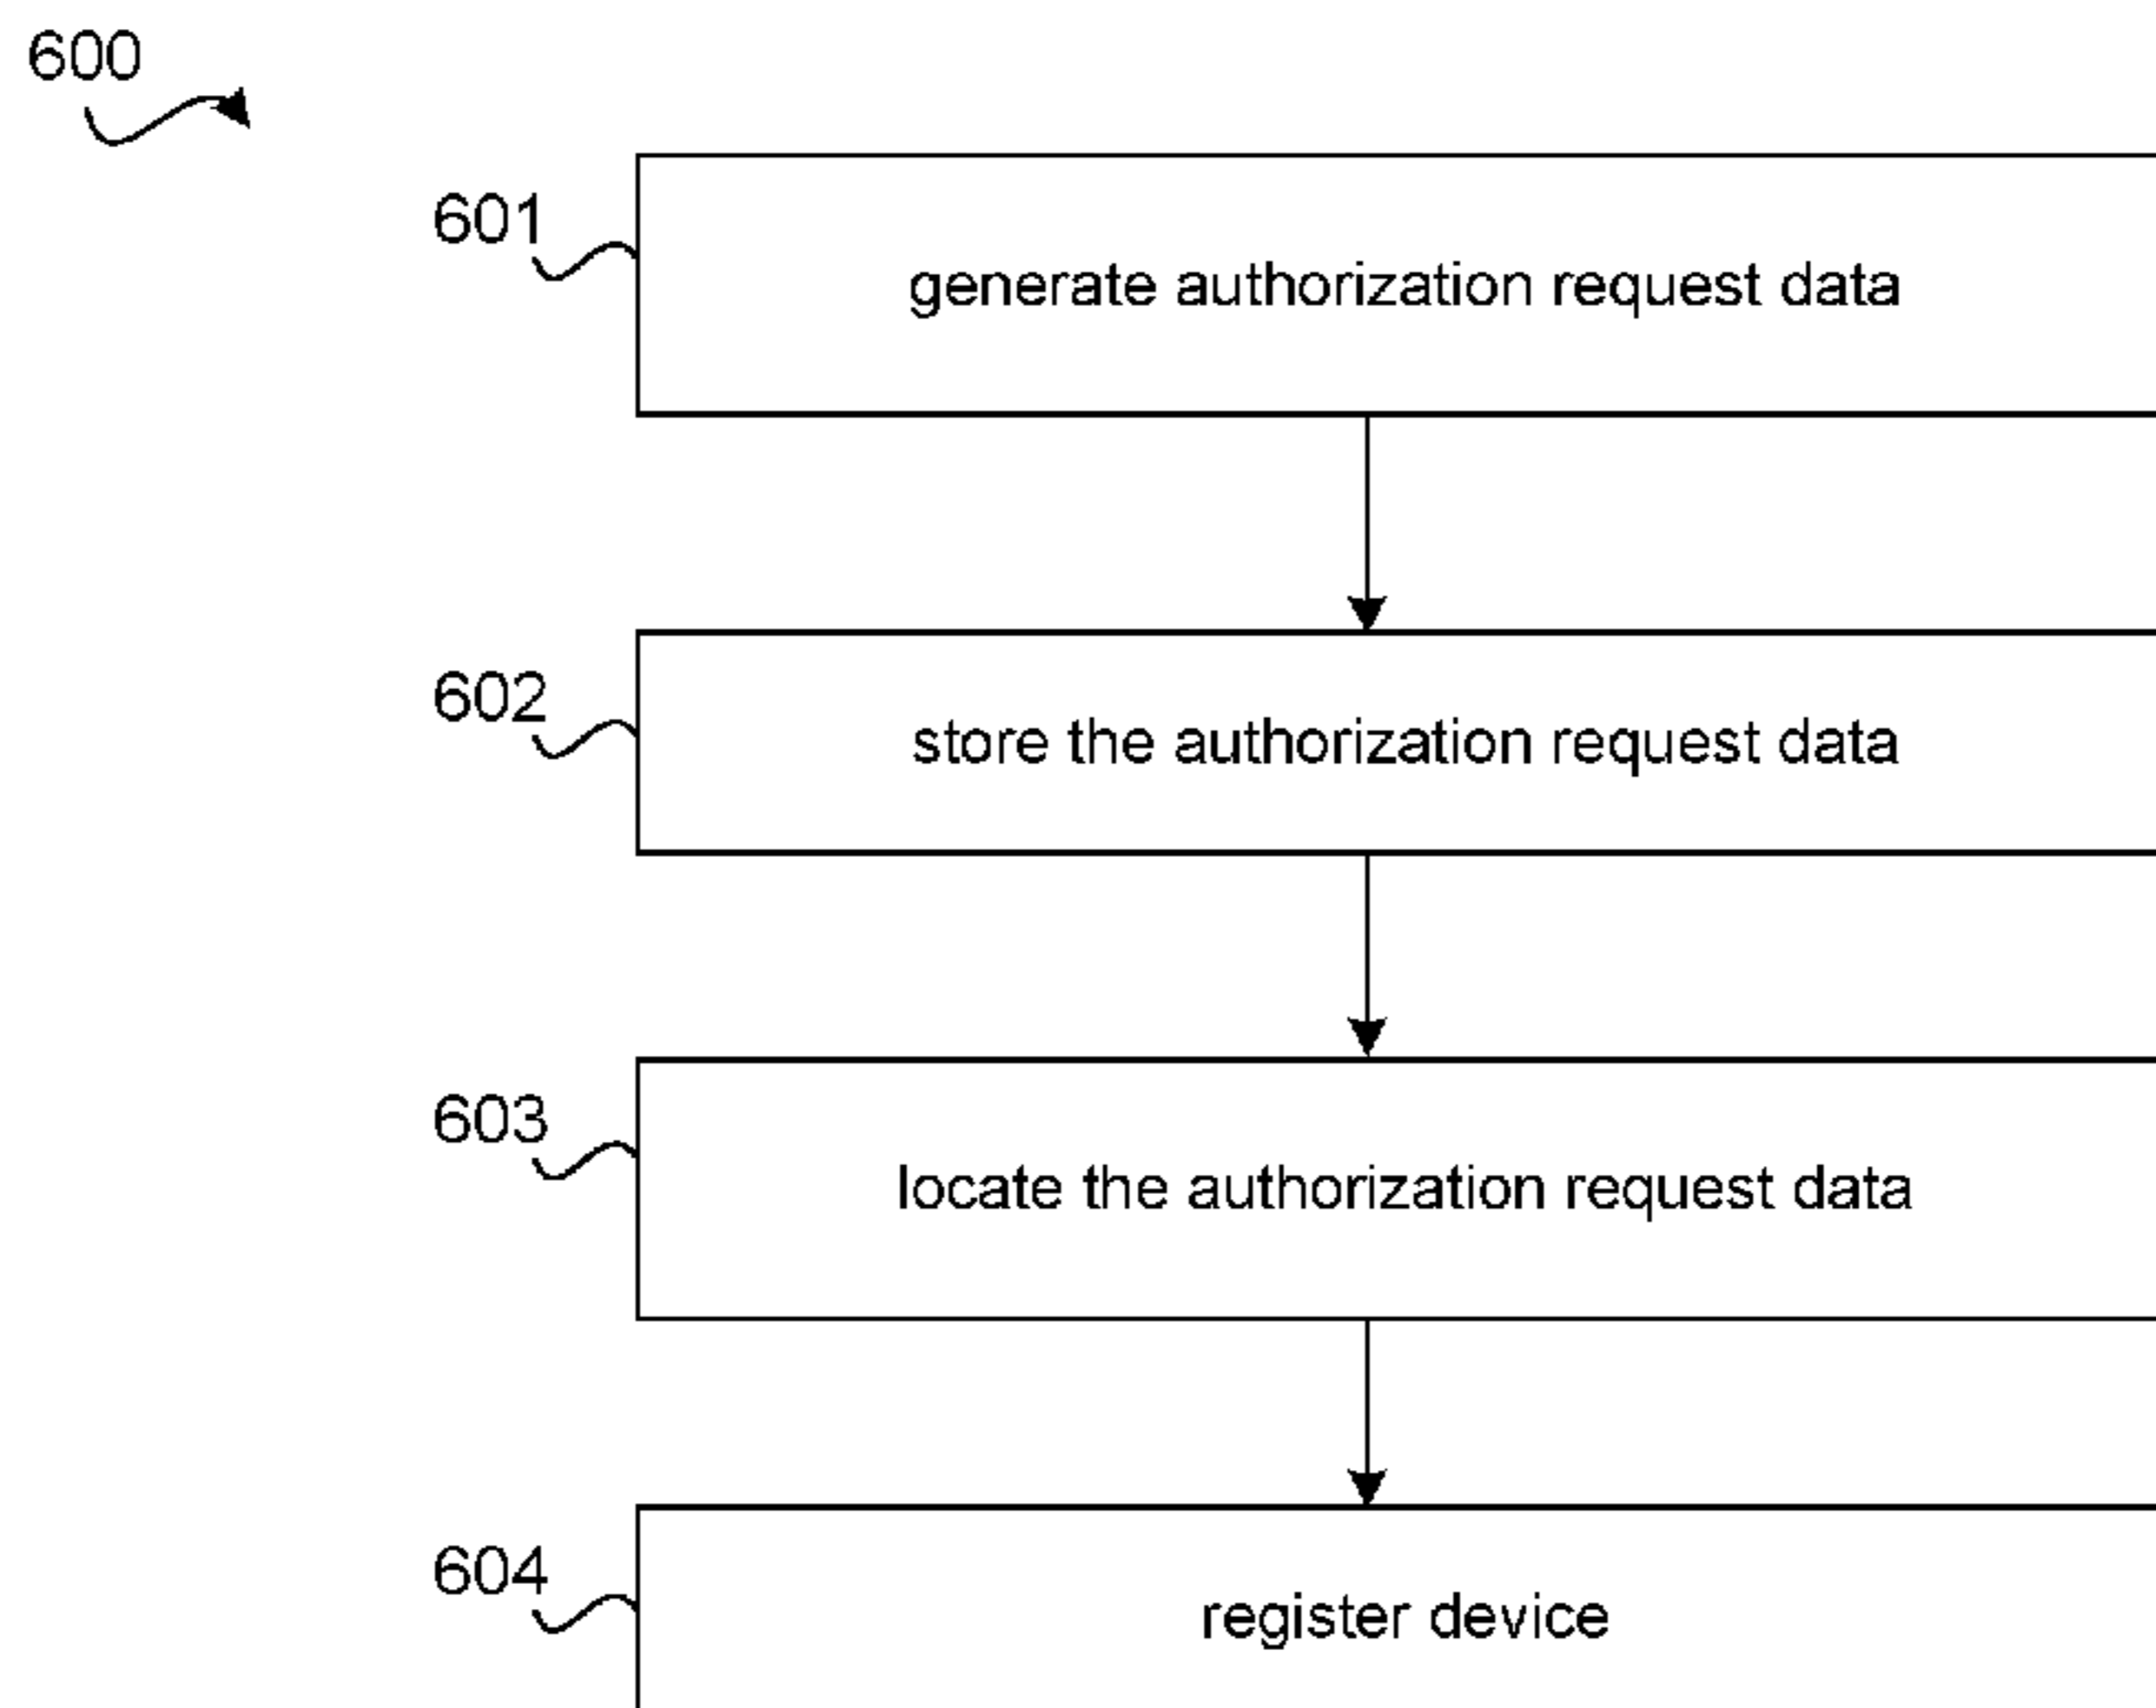 600
601
generate authorization request data
602
store the authorization request data
603
locate the authorization request data
604
register device